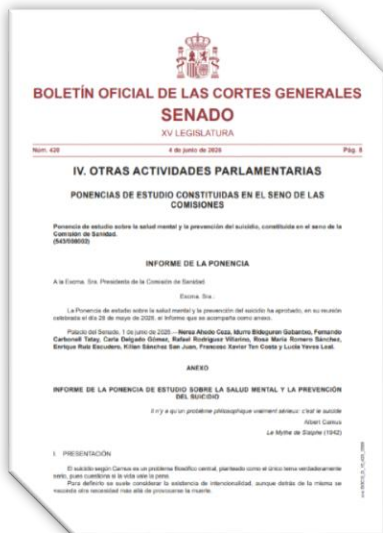 BOLETÍN OFICIAL DE LAS CORTES GENERALES
SENADO
XV LEGISLATURA
Núm. 428 4 de junio de 2026 Pág. 8
IV. OTRAS ACTIVIDADES PARLAMENTARIAS
PONENCIAS DE ESTUDIO CONSTITUIDAS EN EL SENO DE LAS
COMISIONES
Ponencia de estudio sobre la salud mental y la prevención del suicidio, constituida en el seno de la
Comisión de Sanidad.
(543/000002)
INFORME DE LA PONENCIA
A la Excma. Sra. Presidenta de la Comisión de Sanidad.
Excma. Sra.:
La Ponencia de estudio sobre la salud mental y la prevención del suicidio ha aprobado, en su reunión
celebrada el día 28 de mayo de 2026, el Informe que se acompaña como anexo.
Palacio del Senado, 1 de junio de 2026.—Nerea Ahedo Ceza, Idurre Bideguren Gabantxo, Fernando
Carbonell Tatay, Carla Delgado Gómez, Rafael Rodríguez Villarino, Rosa María Romero Sánchez,
Enrique Ruiz Escudero, Kilian Sánchez San Juan, Francesc Xavier Ten Costa y Lucía Yeves Leal.
ANEXO
INFORME DE LA PONENCIA DE ESTUDIO SOBRE LA SALUD MENTAL Y LA PREVENCIÓN
DEL SUICIDIO
Il n'y a qu'un problème philosophique vraiment sérieux: c'est le suicide
Albert Camus
Le Mythe de Sisiphe (1942)
I. PRESENTACIÓN
El suicidio según Camus es un problema filosófico central, planteado como el único tema verdaderamente
serio, pues cuestiona si la vida vale la pena.
Para definirlo se suele considerar la existencia de intencionalidad, aunque detrás de la misma se
esconda otra necesidad más allá de provocarse la muerte.